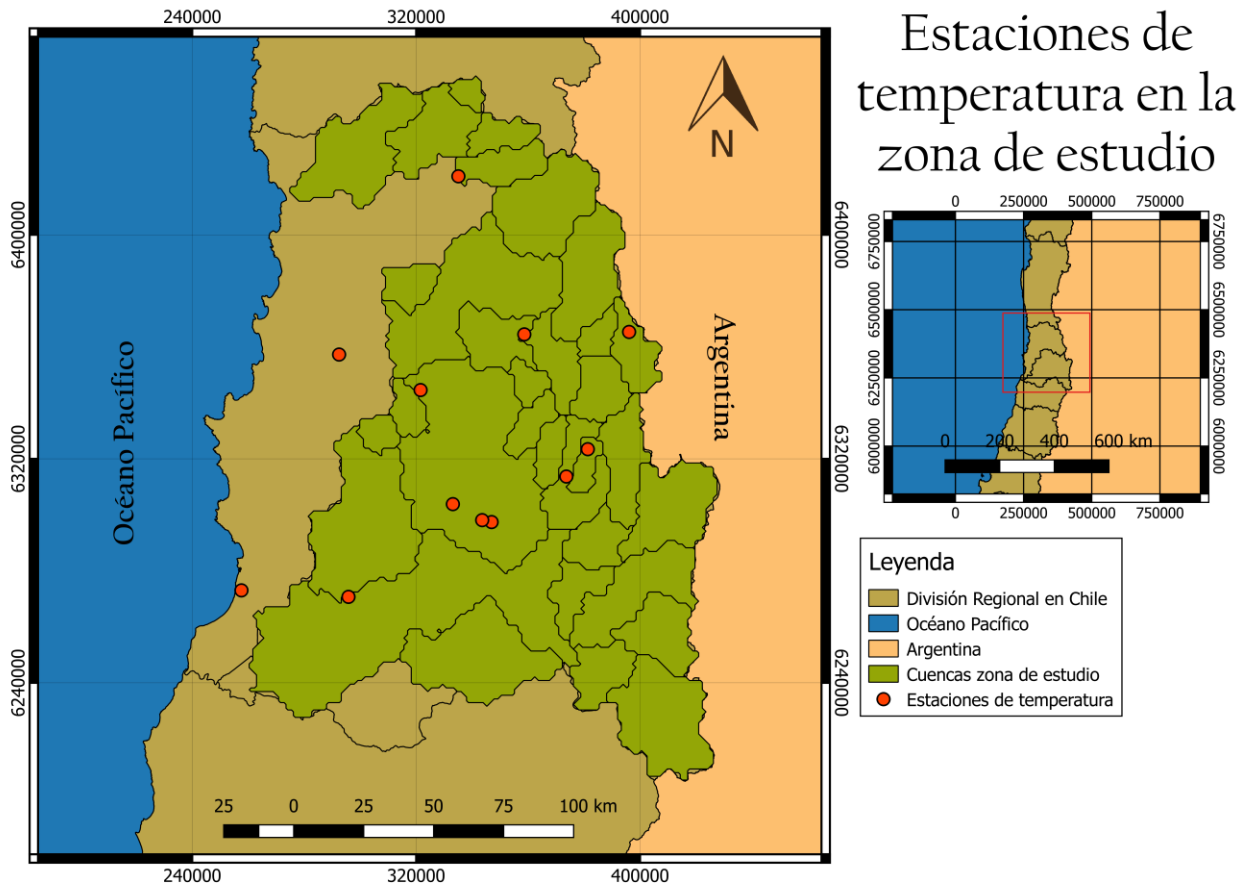 Estaciones de
temperatura en la
zona de estudio
240000 320000 400000
6400000 6320000 6240000
6400000 6320000 6240000
240000 320000 400000
N
Océano Pacífico
Argentina
25 0 25 50 75 100 km
0 250000 500000 750000
6750000 6500000 6250000 6000000
6750000 6500000 6250000 6000000
0 200 400 600 km
0 250000 500000 750000
Leyenda
División Regional en Chile
Océano Pacífico
Argentina
Cuencas zona de estudio
Estaciones de temperatura